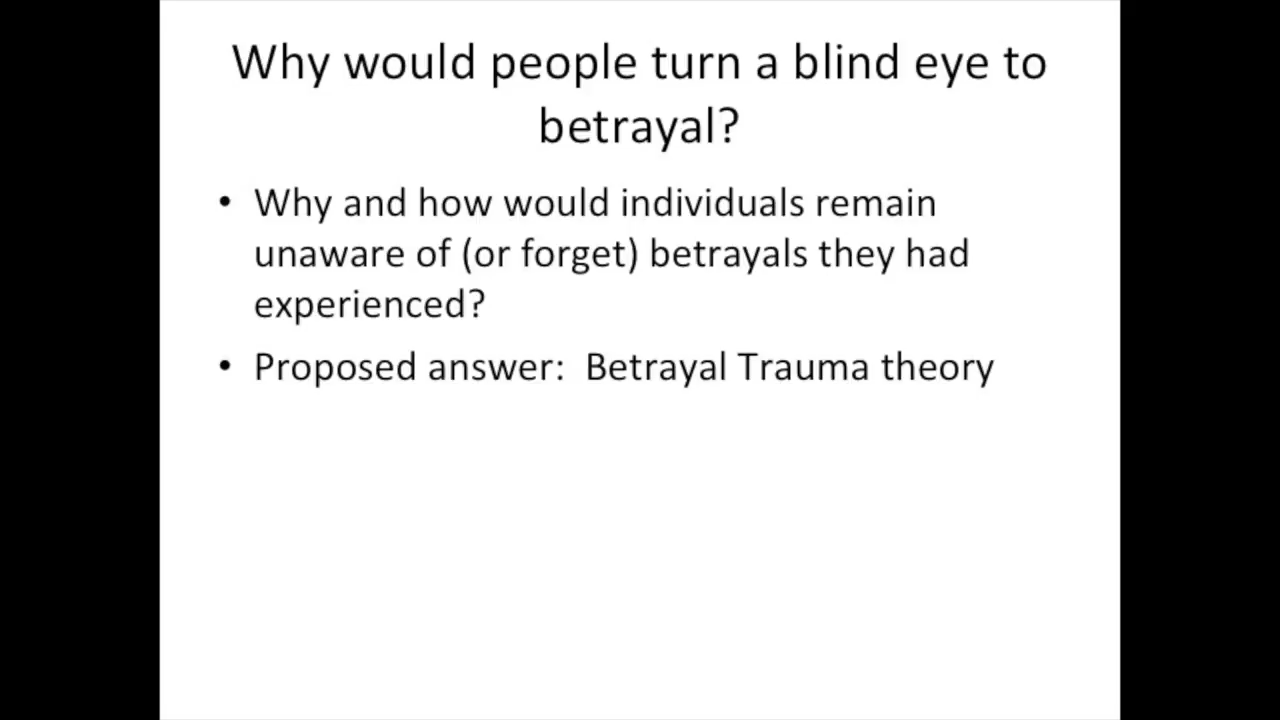 Why would people turn a blind eye to
betrayal?
• Why and how would individuals remain
unaware of (or forget) betrayals they had
experienced?
• Proposed answer:  Betrayal Trauma theory